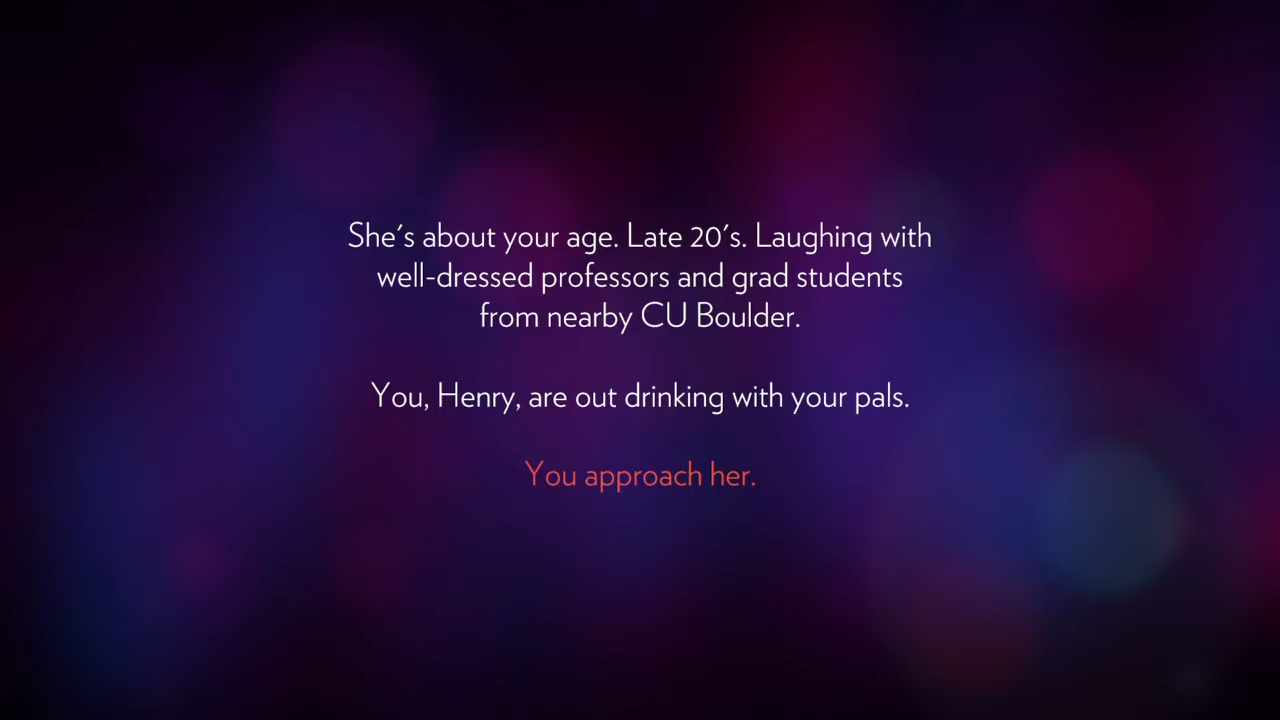 She's about your age. Late 20's. Laughing with
well-dressed professors and grad students
from nearby CU Boulder.
You, Henry, are out drinking with your pals.
You approach her.